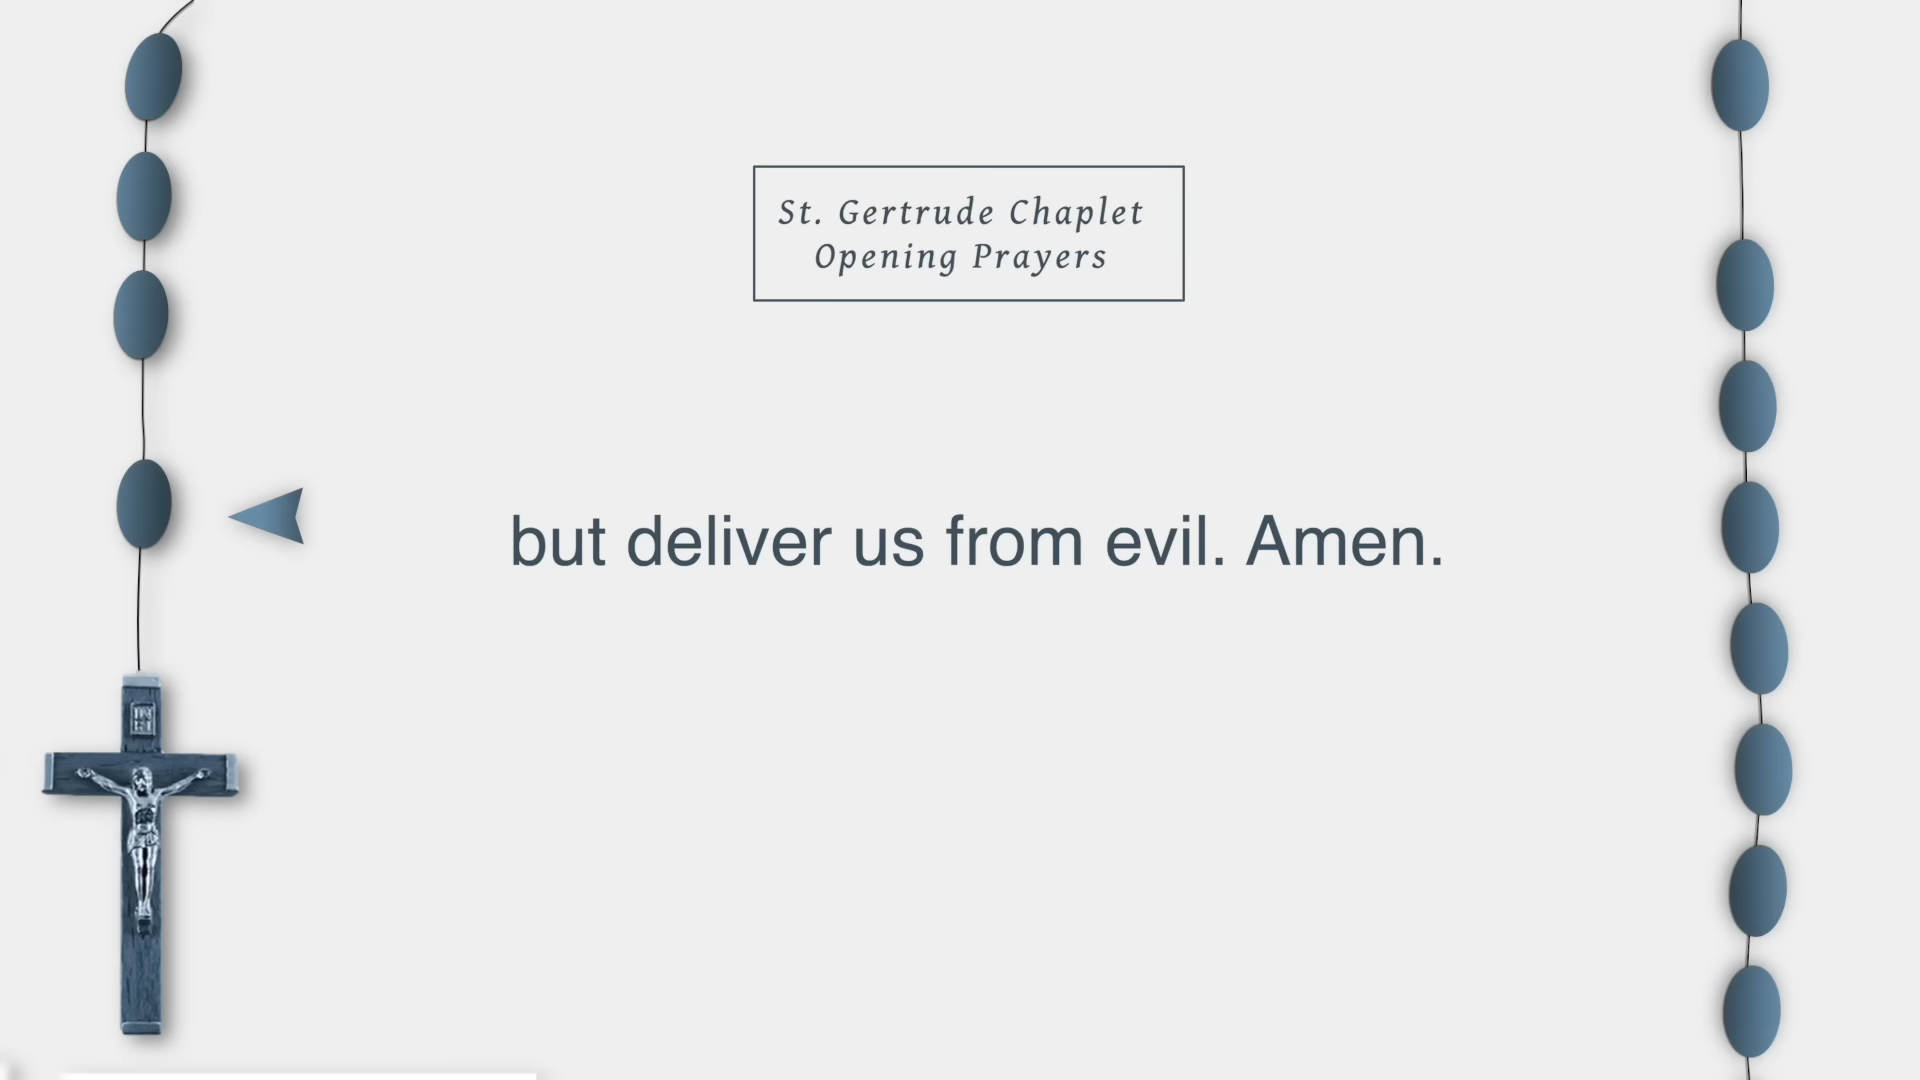 St. Gertrude Chaplet
Opening Prayers
but deliver us from evil. Amen.